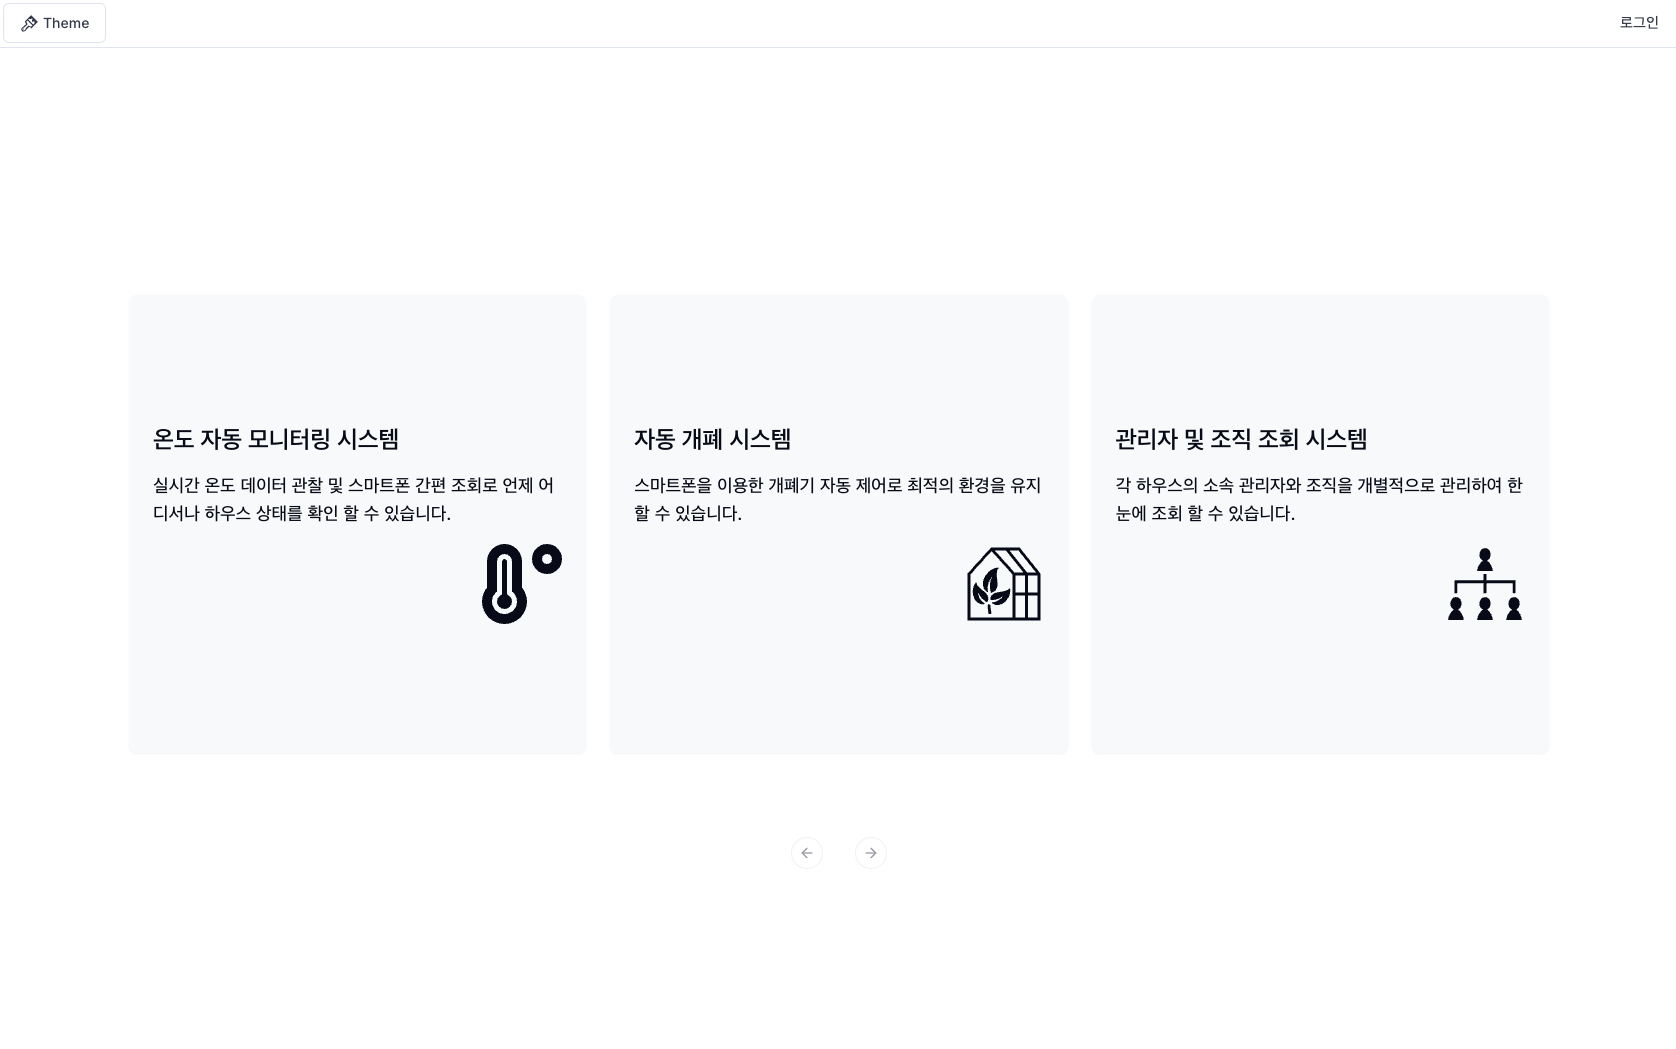 Theme
로그인
온도 자동 모니터링 시스템
실시간 온도 데이터 관찰 및 스마트폰 간편 조회로 언제 어
디서나 하우스 상태를 확인 할 수 있습니다.
자동 개폐 시스템
스마트폰을 이용한 개폐기 자동 제어로 최적의 환경을 유지
할 수 있습니다.
관리자 및 조직 조회 시스템
각 하우스의 소속 관리자와 조직을 개별적으로 관리하여 한
눈에 조회 할 수 있습니다.